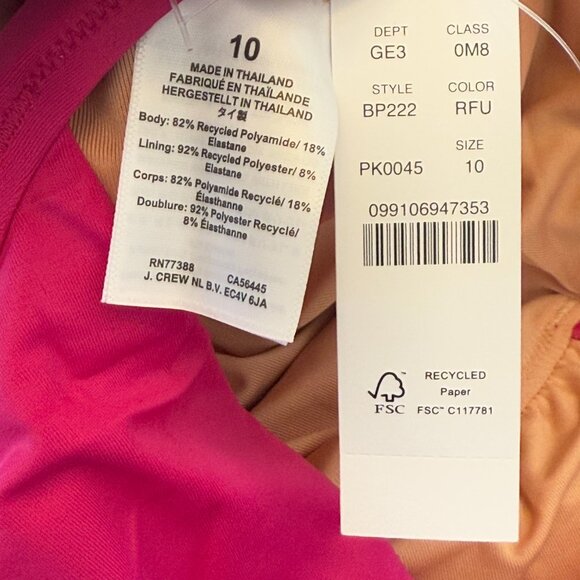 10
MADE IN THAILAND
FABRIQUÉ EN THAÏLANDE
HERGESTELLT IN THAILAND
タイ製
Body: 82% Recycled Polyamide/ 18%
Elastane
Lining: 92% Recycled Polyester/ 8%
Elastane
Corps: 82% Polyamide Recyclé/ 18%
Élasthanne
Doublure: 92% Polyester Recyclé/
8% Élasthanne
RN77388 CA56445
J. CREW NL B.V. EC4V 6JA
DEPT CLASS
GE3 0M8
STYLE COLOR
BP222 RFU
SIZE
PK0045 10
099106947353
FSC
RECYCLED
Paper
FSC™ C117781